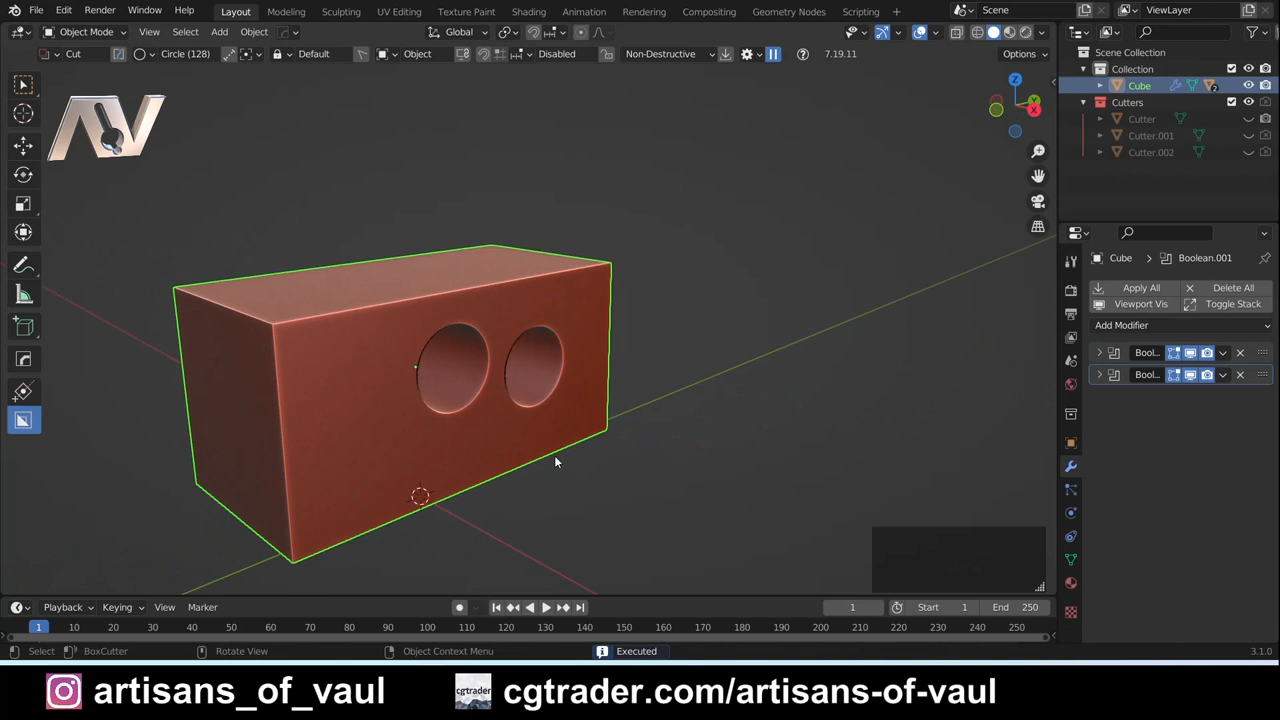 File Edit Render Window Help Layout Modeling Sculpting UV Editing Texture Paint Shading Animation Rendering Compositing Geometry Nodes Scripting + Scene ViewLayer
Object Mode View Select Add Object Global Options
Cut Circle (128) Default Object Disabled Non-Destructive 7.19.11
AV
Z
Y
X
Scene Collection
Collection
Cube 2
Cutters
Cutter
Cutter.001
Cutter.002
Cube > Boolean.001
Apply All Delete All
Viewport Vis Toggle Stack
Add Modifier
Bool...
Bool...
Playback Keying View Marker 1 Start 1 End 250
1 10 20 30 40 50 60 70 80 90 100 110 120 130 140 150 160 170 180 190 200 210 220 230 240 250
Select BoxCutter Rotate View Object Context Menu Executed 3.1.0
artisans_of_vaul cgtrader cgtrader.com/artisans-of-vaul